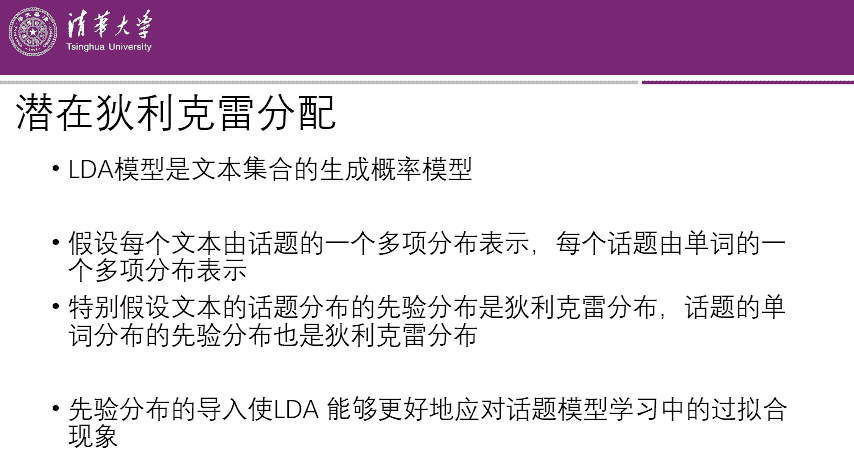 清華大学
Tsinghua University
潜在狄利克雷分配
• LDA模型是文本集合的生成概率模型
• 假设每个文本由话题的一个多项分布表示，每个话题由单词的一
个多项分布表示
• 特别假设文本的话题分布的先验分布是狄利克雷分布，话题的单
词分布的先验分布也是狄利克雷分布
• 先验分布的导入使LDA 能够更好地应对话题模型学习中的过拟合
现象